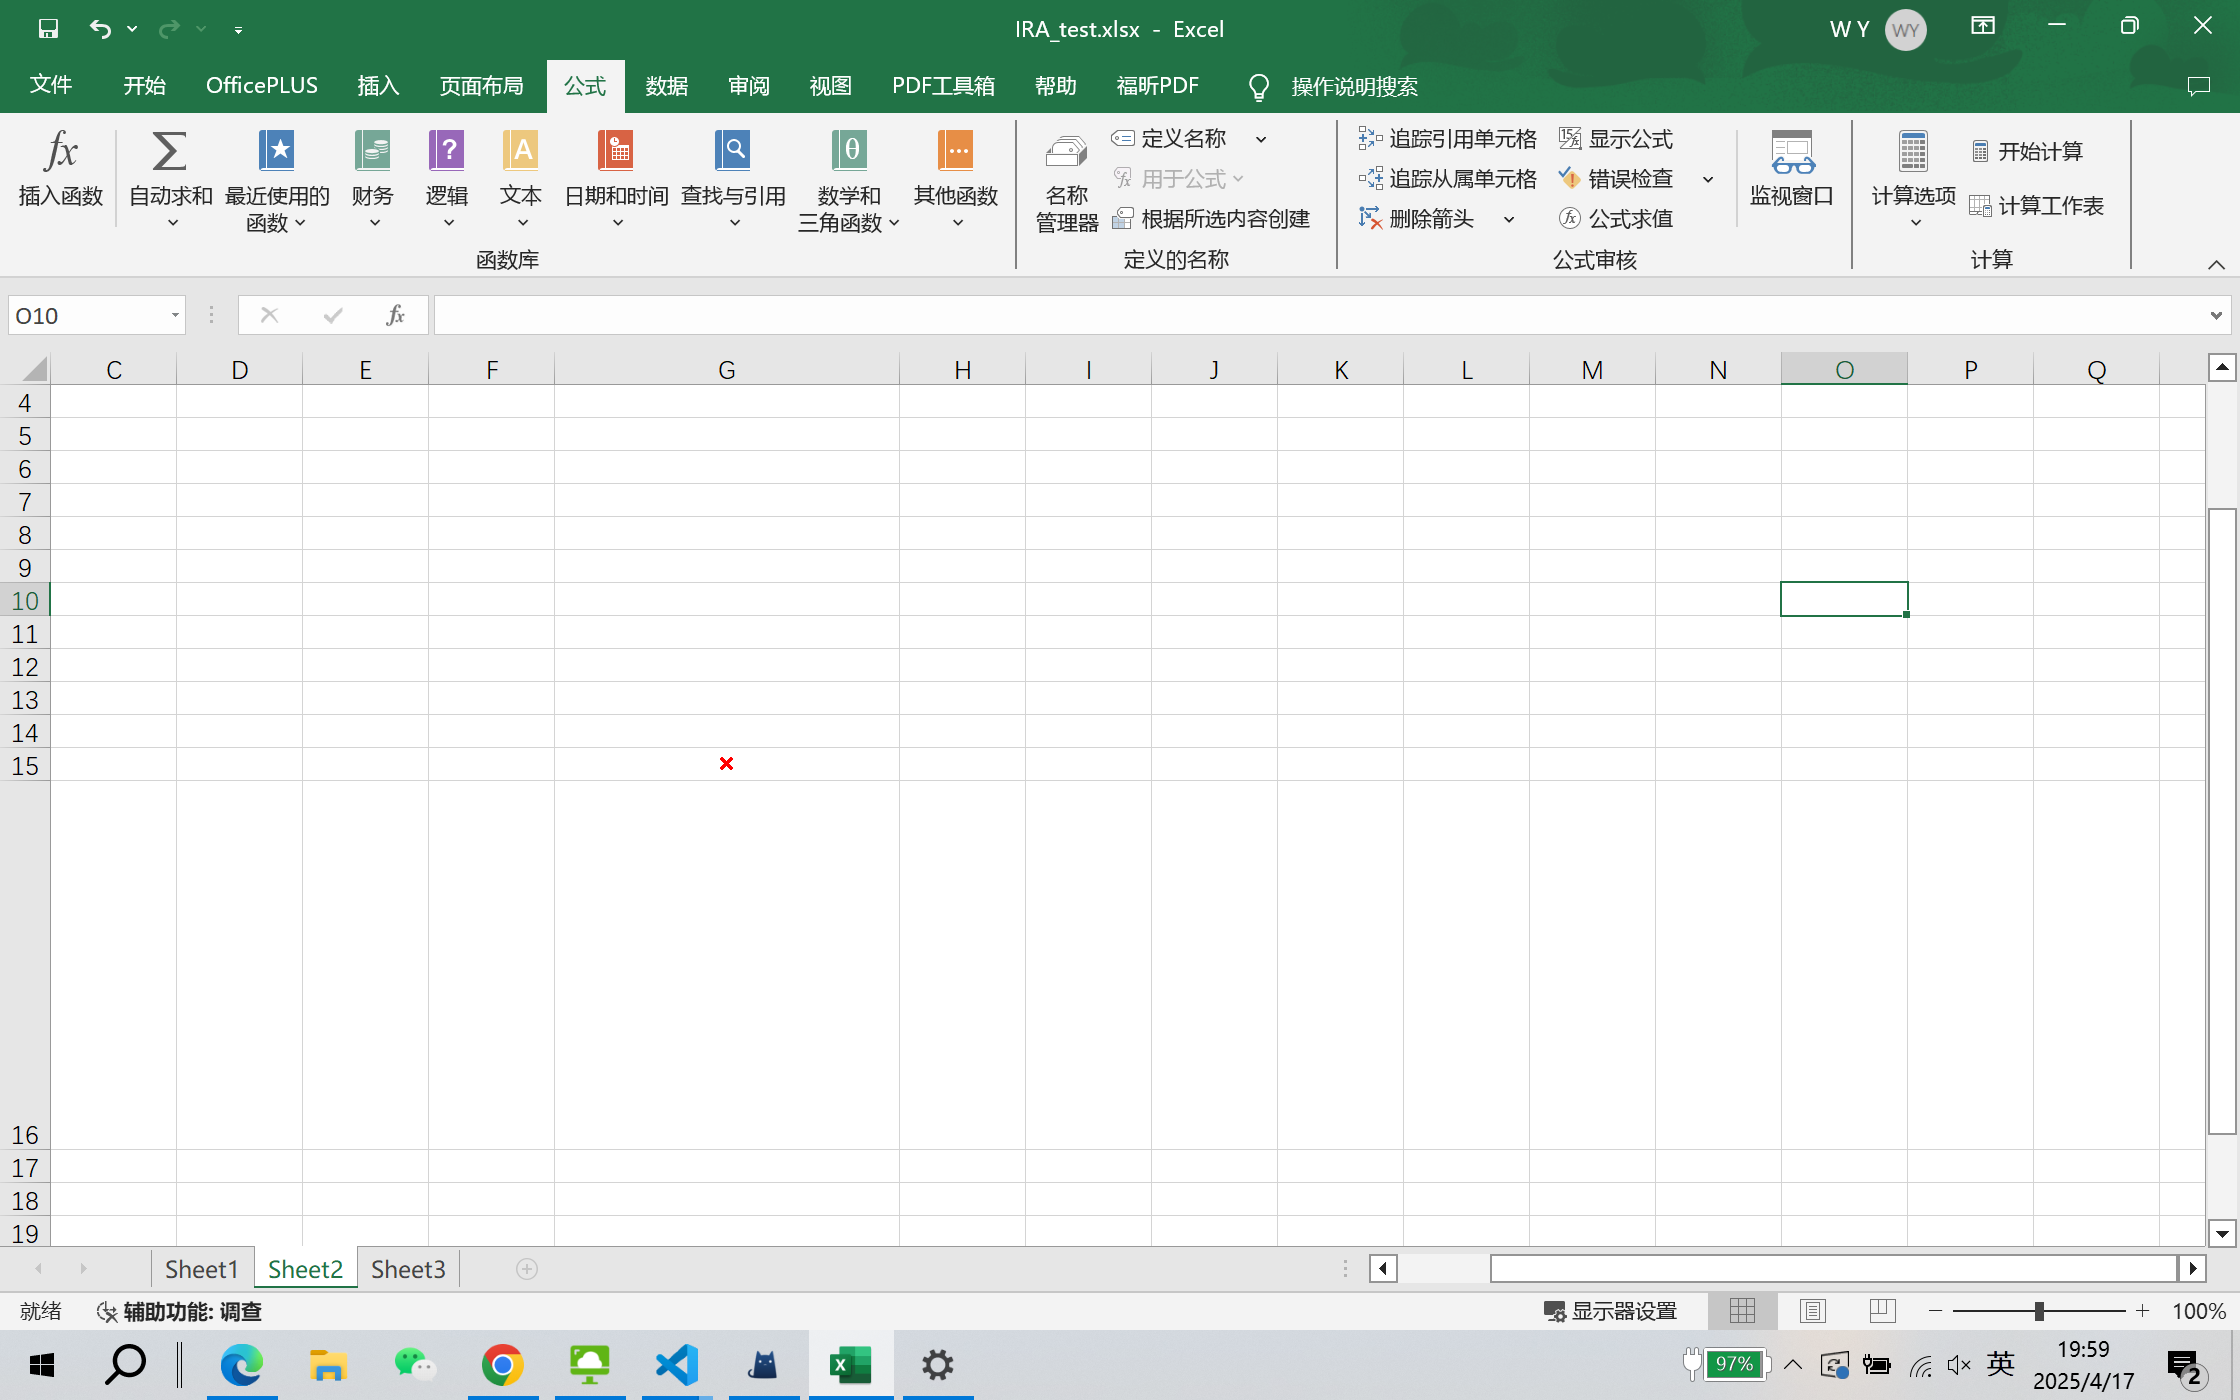 IRA_test.xlsx - Excel
W Y
WY
文件
开始
OfficePLUS
插入
页面布局
公式
数据
审阅
视图
PDF工具箱
帮助
福昕PDF
操作说明搜索
插入函数
自动求和
最近使用的
函数
财务
逻辑
文本
日期和时间
查找与引用
数学和
三角函数
其他函数
函数库
名称
管理器
定义名称
用于公式
根据所选内容创建
定义的名称
追踪引用单元格
追踪从属单元格
删除箭头
显示公式
错误检查
公式求值
公式审核
监视窗口
计算选项
开始计算
计算工作表
计算
O10
C D E F G H I J K L M N O P Q
4
5
6
7
8
9
10
11
12
13
14
15
16
17
18
19
Sheet1
Sheet2
Sheet3
就绪
辅助功能: 调查
显示器设置
100%
97%
英
19:59
2025/4/17
2